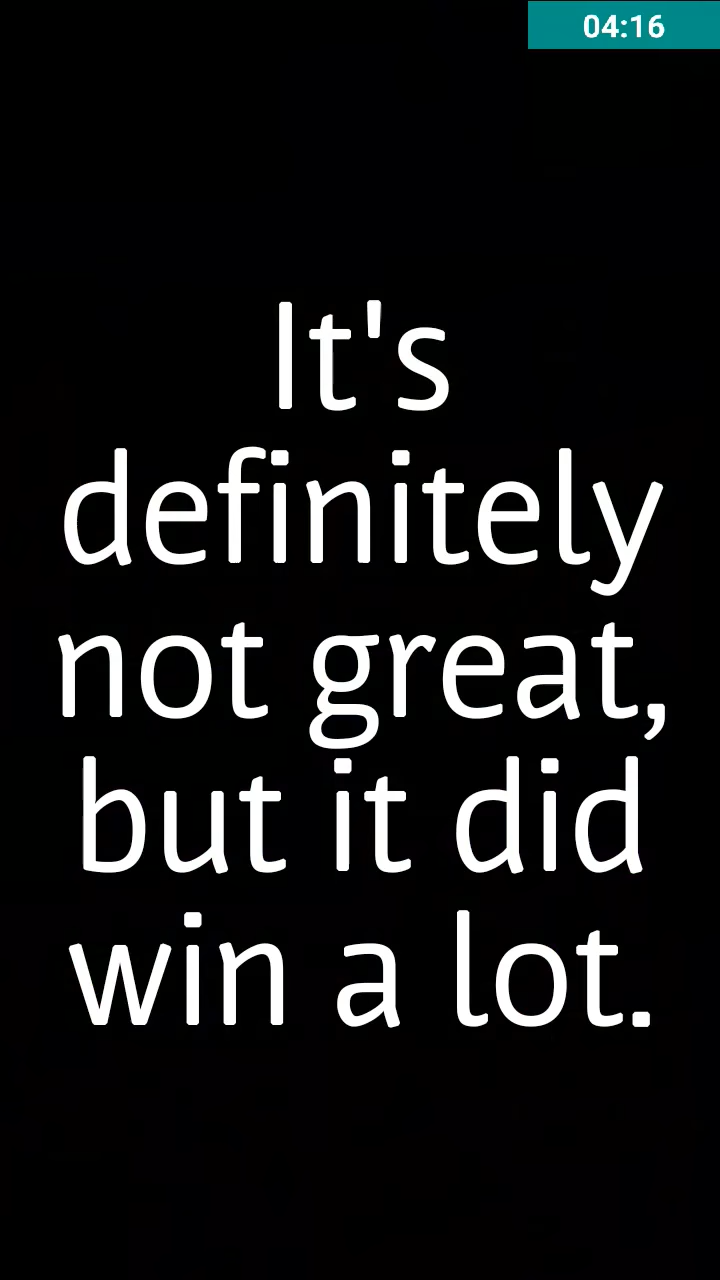 04:16
It's
definitely
not great,
but it did
win a lot.